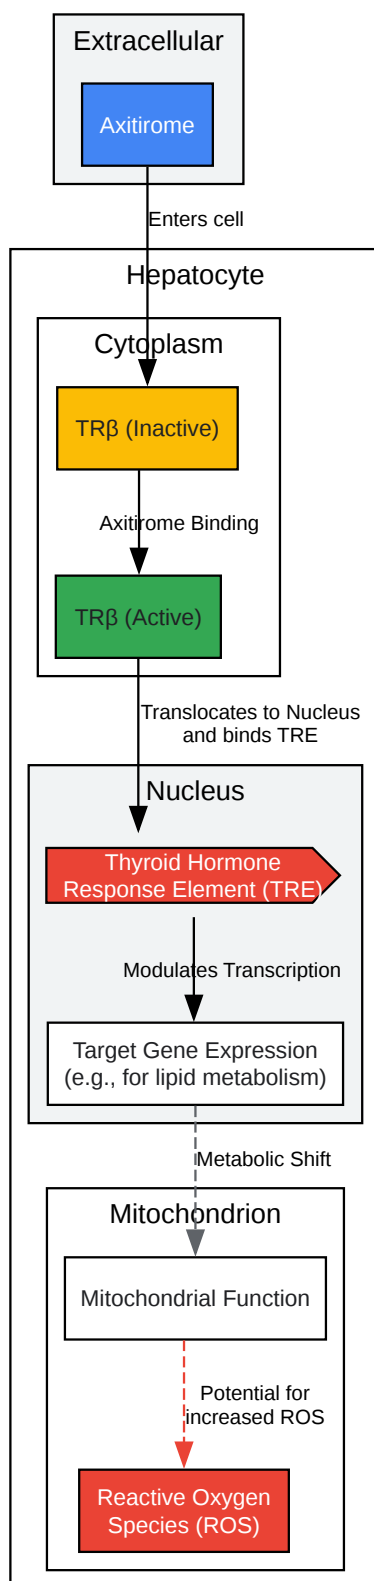 Extracellular
Axitirome
Enters cell
Hepatocyte
Cytoplasm
TRβ (Inactive)
Axitirome Binding
TRβ (Active)
Translocates to Nucleus
and binds TRE
Nucleus
Thyroid Hormone
Response Element (TRE)
Modulates Transcription
Target Gene Expression
(e.g., for lipid metabolism)
Metabolic Shift
Mitochondrion
Mitochondrial Function
Potential for
increased ROS
Reactive Oxygen
Species (ROS)